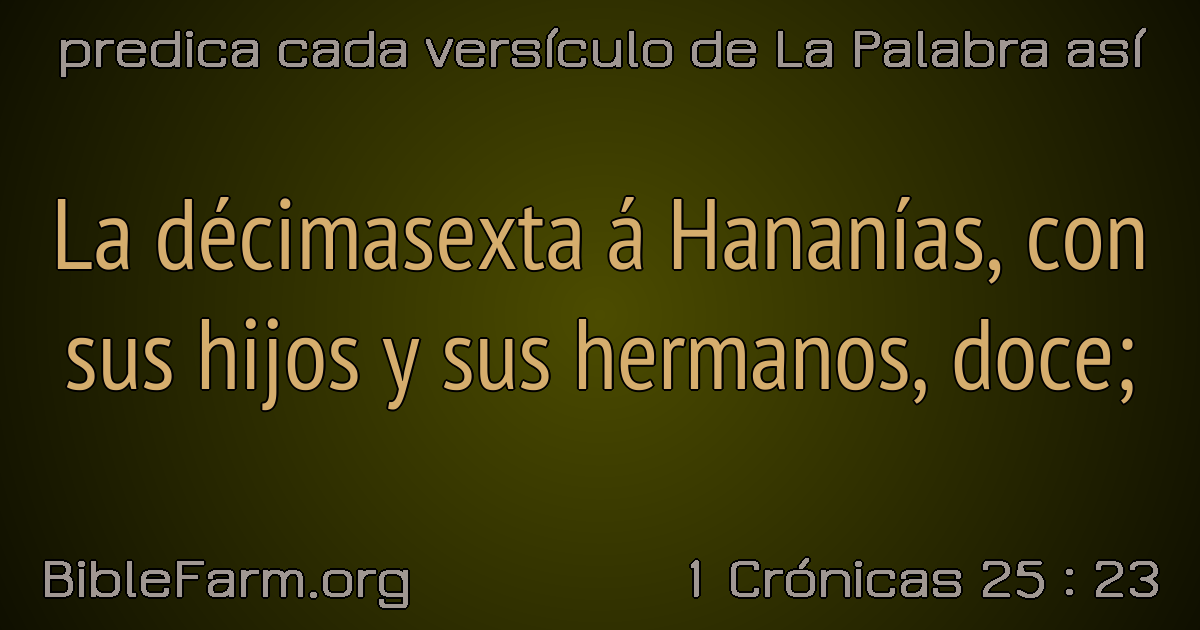 predica cada versículo de La Palabra así
La décimasexta á Hananías, con
sus hijos y sus hermanos, doce;
BibleFarm.org
1 Crónicas 25 : 23